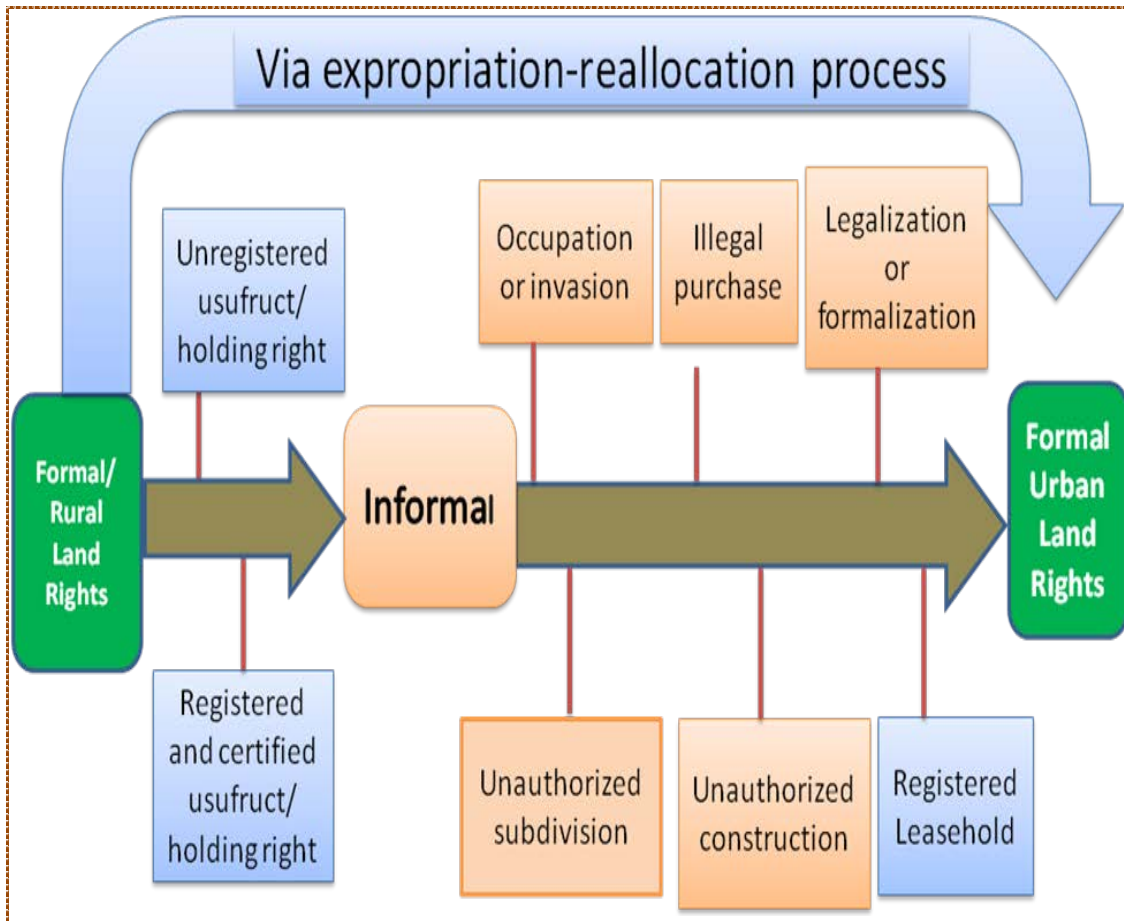 Via expropriation-reallocation process
Unregistered
usufruct/
holding right
Occupation
or invasion
Illegal
purchase
Legalization
or
formalization
Formal/
Rural
Land
Rights
Informal
Formal
Urban
Land
Rights
Registered
and certified
usufruct/
holding right
Unauthorized
subdivision
Unauthorized
construction
Registered
Leasehold